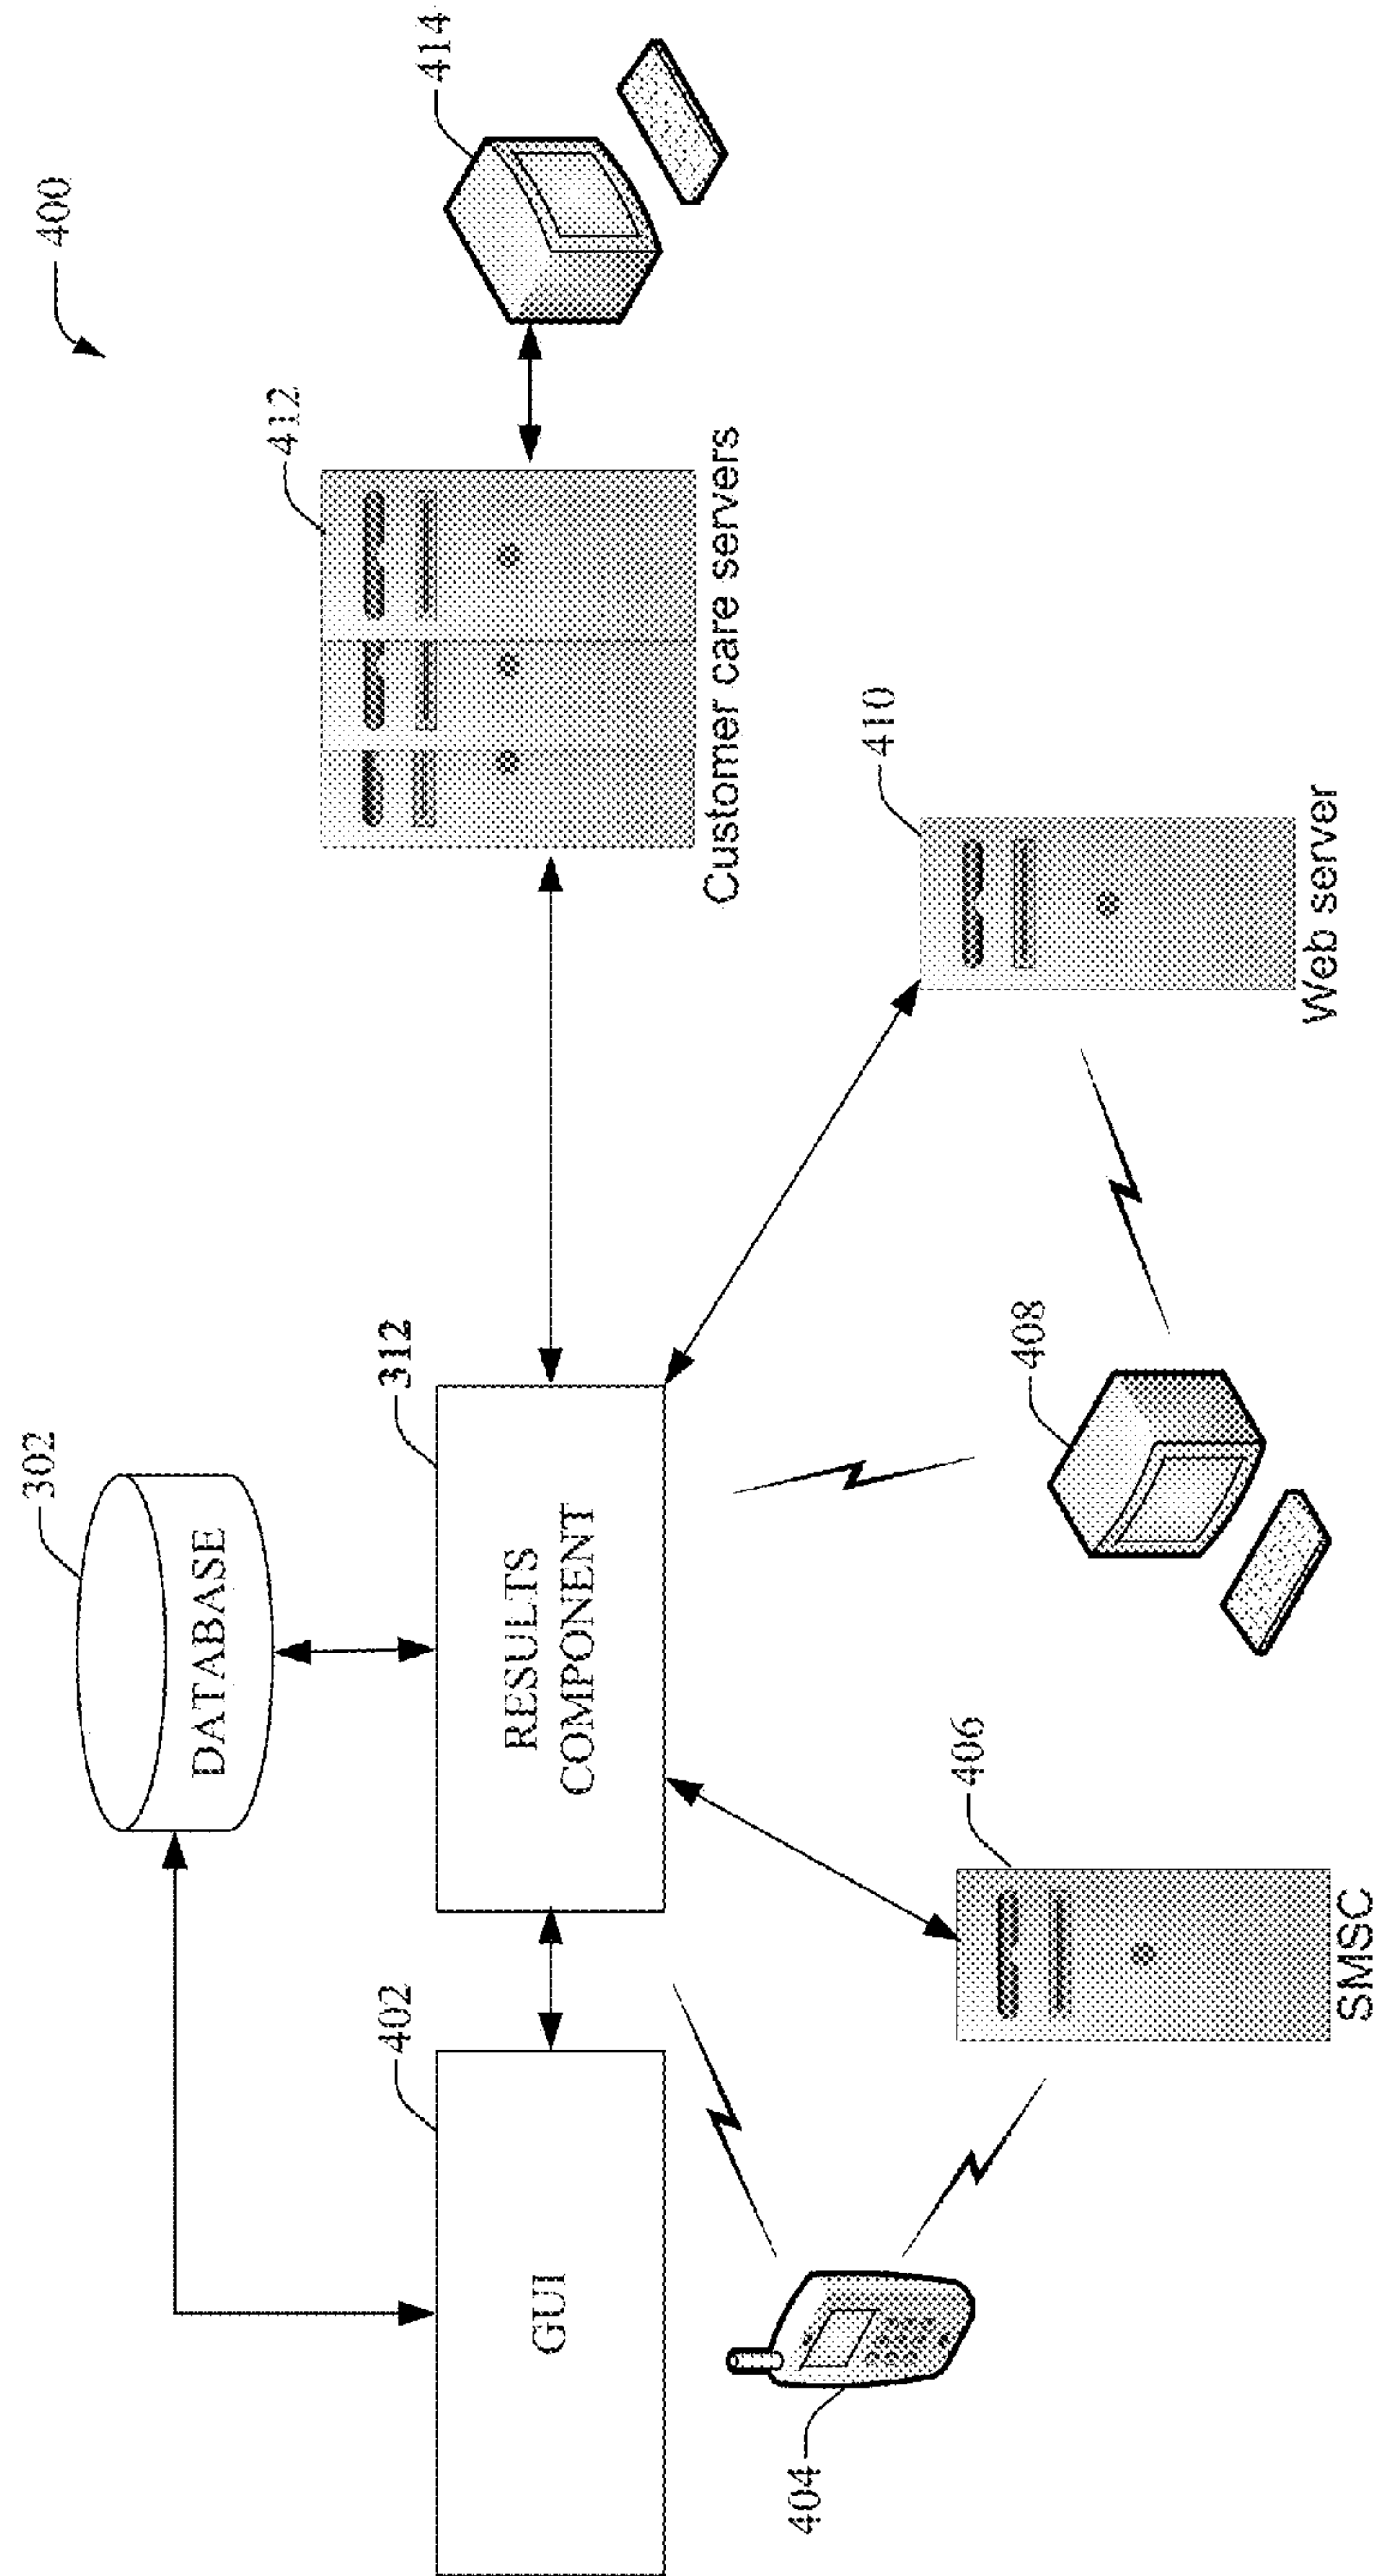 400
302
DATABASE
402
GUI
312
RESULTS
COMPONENT
412
Customer care servers
414
404
406
SMSC
408
410
Web server